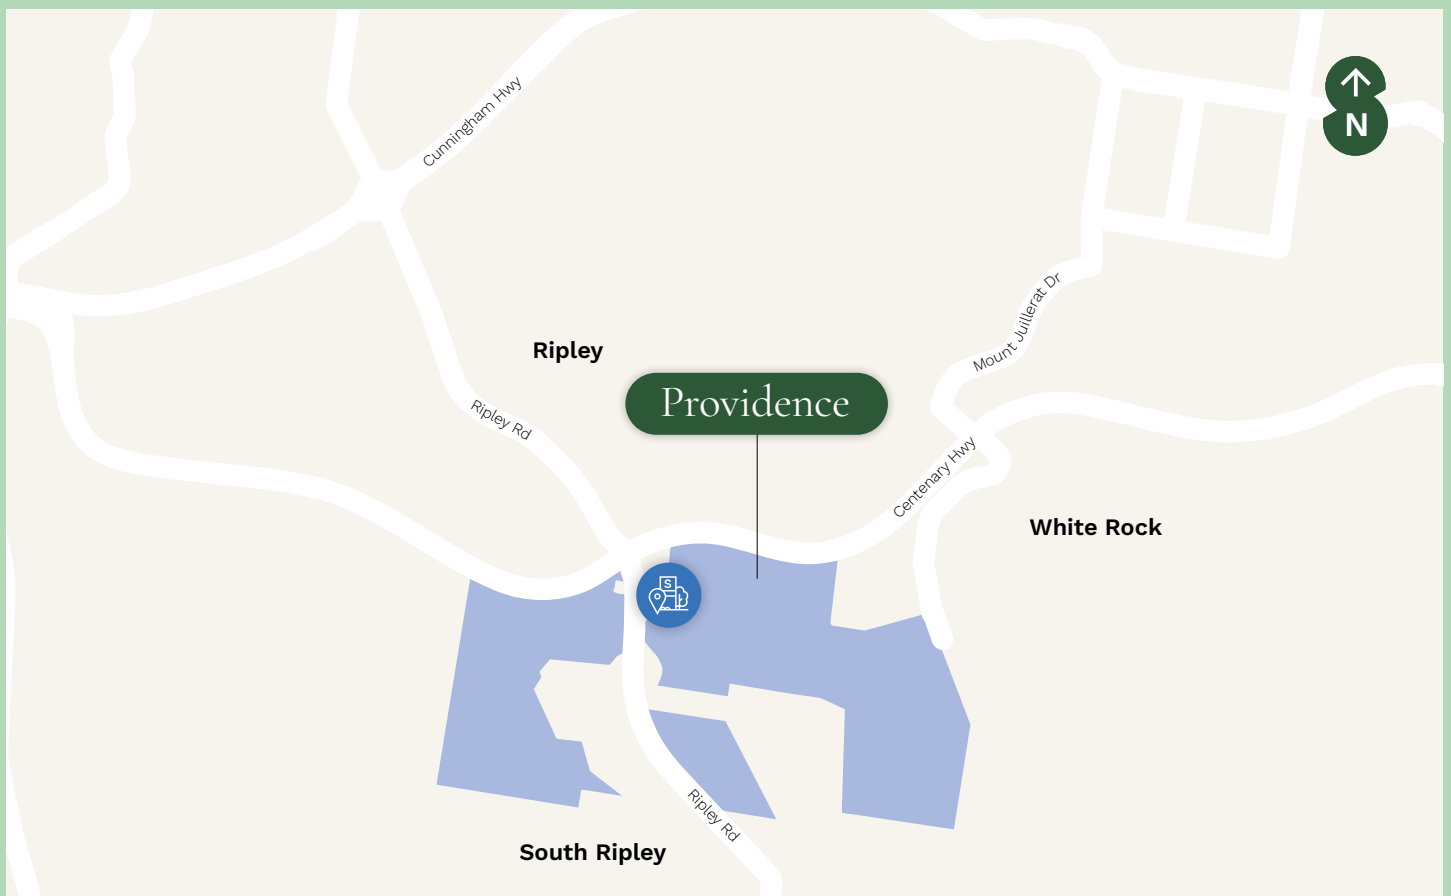 N
Cunningham Hwy
Mount Juillerat Dr
Ripley
Providence
Ripley Rd
Centenary Hwy
White Rock
S
Ripley Rd
South Ripley